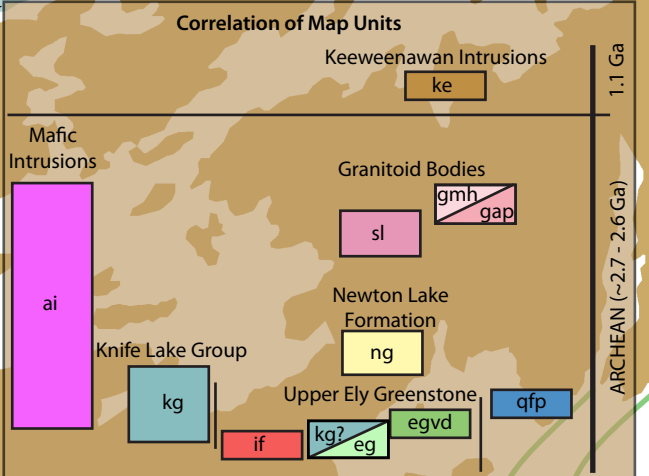 Correlation of Map Units
Keeweenawan Intrusions
ke
1.1 Ga
Mafic
Intrusions
Granitoid Bodies
gmh
gap
sl
ai
ARCHEAN (~2.7 - 2.6 Ga)
Newton Lake
Formation
ng
Knife Lake Group
kg
Upper Ely Greenstone
qfp
egvd
kg?
eg
if